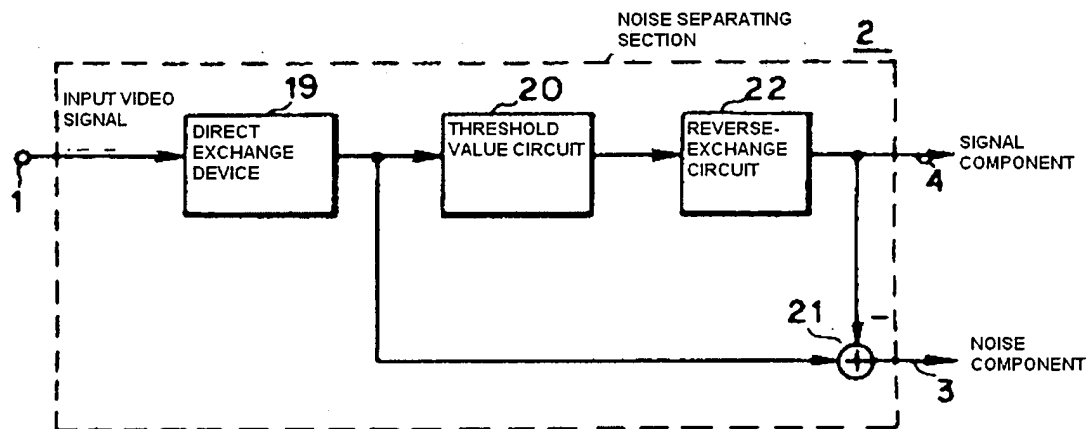 NOISE SEPARATING
SECTION
2
INPUT VIDEO
SIGNAL
19
DIRECT
EXCHANGE
DEVICE
20
THRESHOLD
VALUE CIRCUIT
22
REVERSE-
EXCHANGE
CIRCUIT
1
4
SIGNAL
COMPONENT
21
−
+
3
NOISE
COMPONENT